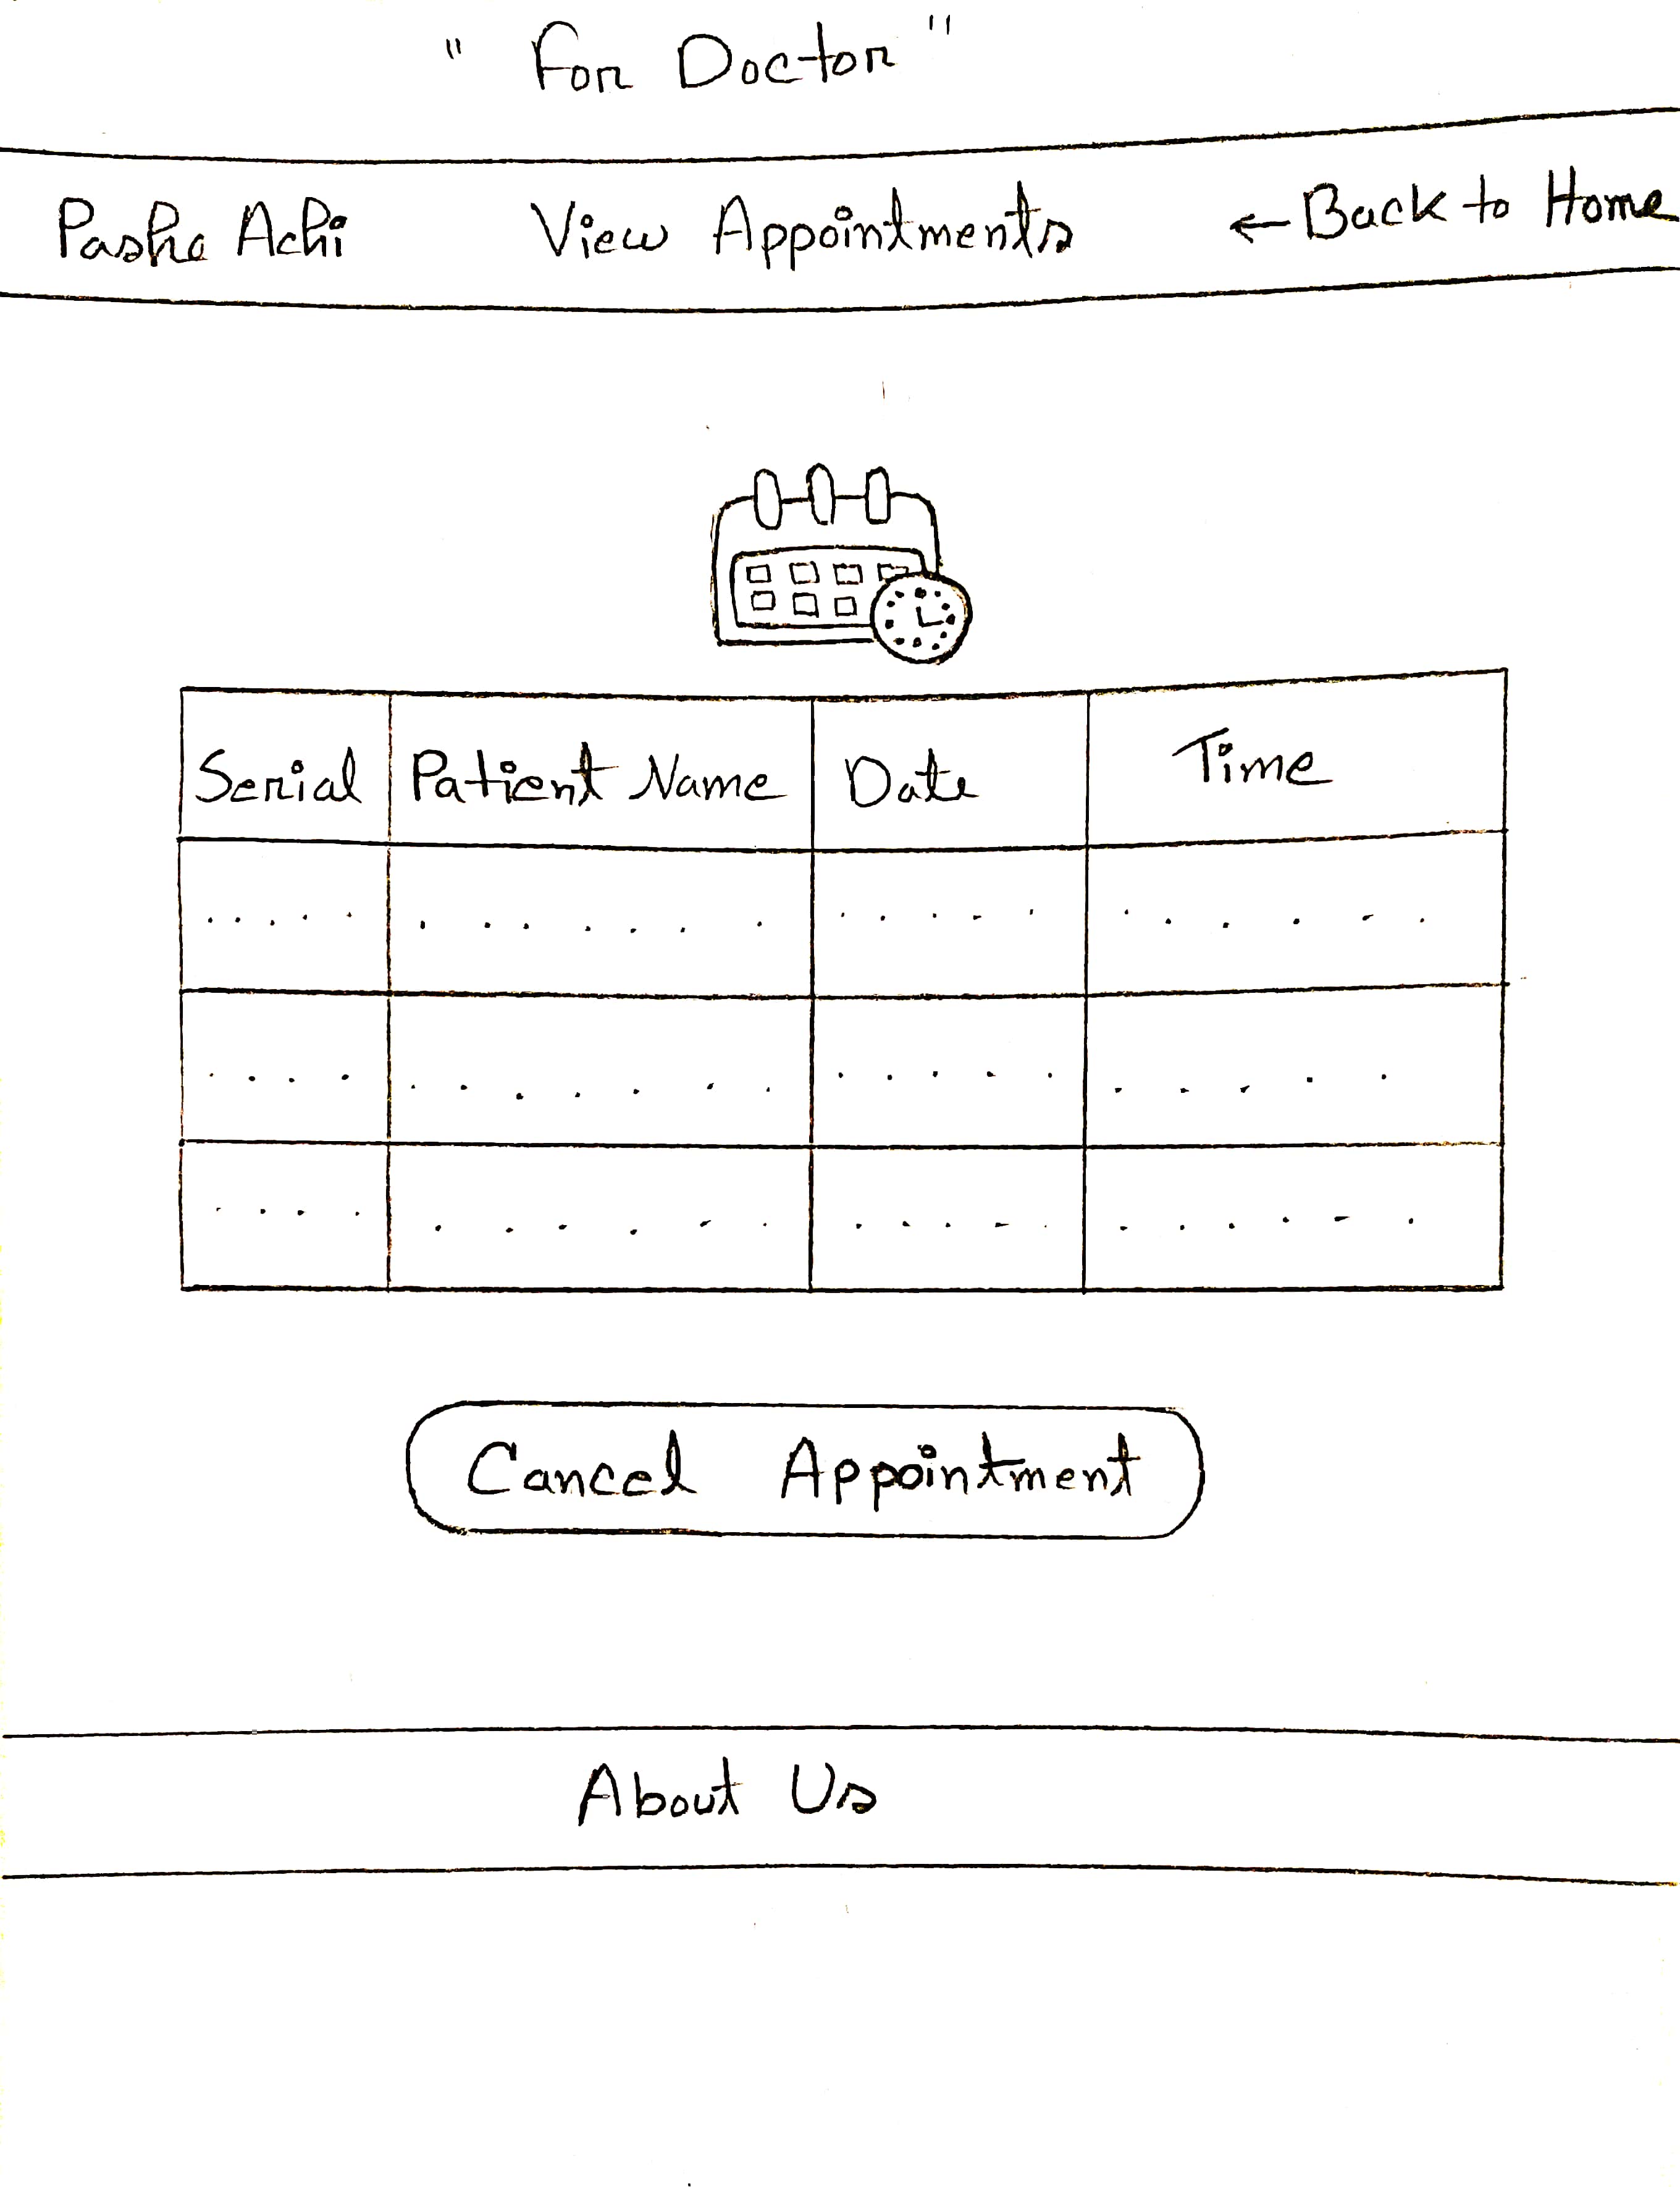 " For Doctor "
Pashe Achi View Appointments ← Back to Home
Serial Patient Name Date Time
..... ....... ..... ......
.... ....... ..... .....
.... ...... ..... ......
Cancel Appointment
About Us